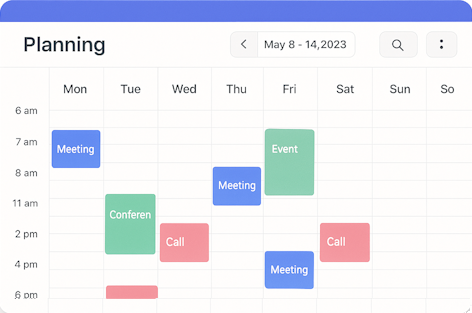 Planning
May 8 - 14,2023
Mon Tue Wed Thu Fri Sat Sun So
6 am
7 am
Meeting
Event
8 am
Meeting
11 am
Conferen
2 pm
Call
Call
4 pm
Meeting
6 pm